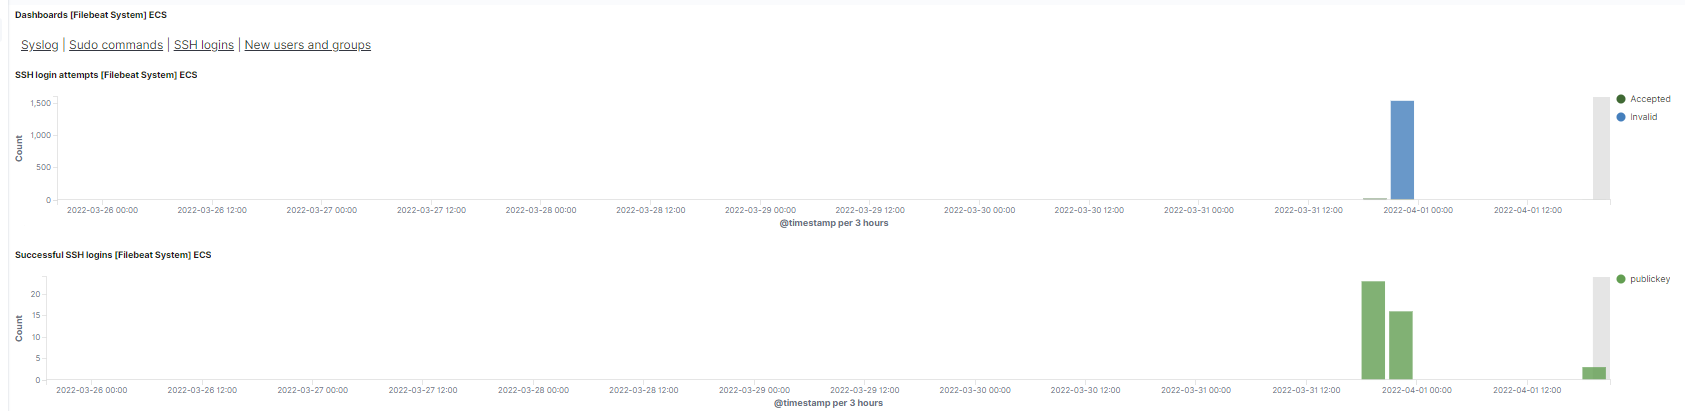 Dashboards [Filebeat System] ECS
Syslog | Sudo commands | SSH logins | New users and groups
SSH login attempts [Filebeat System] ECS
1,500
1,000
500
0
Count
2022-03-26 00:00 2022-03-26 12:00 2022-03-27 00:00 2022-03-27 12:00 2022-03-28 00:00 2022-03-28 12:00 2022-03-29 00:00 2022-03-29 12:00 2022-03-30 00:00 2022-03-30 12:00 2022-03-31 00:00 2022-03-31 12:00 2022-04-01 00:00 2022-04-01 12:00
@timestamp per 3 hours
Accepted
Invalid
Successful SSH logins [Filebeat System] ECS
20
15
10
5
0
Count
2022-03-26 00:00 2022-03-26 12:00 2022-03-27 00:00 2022-03-27 12:00 2022-03-28 00:00 2022-03-28 12:00 2022-03-29 00:00 2022-03-29 12:00 2022-03-30 00:00 2022-03-30 12:00 2022-03-31 00:00 2022-03-31 12:00 2022-04-01 00:00 2022-04-01 12:00
@timestamp per 3 hours
publickey